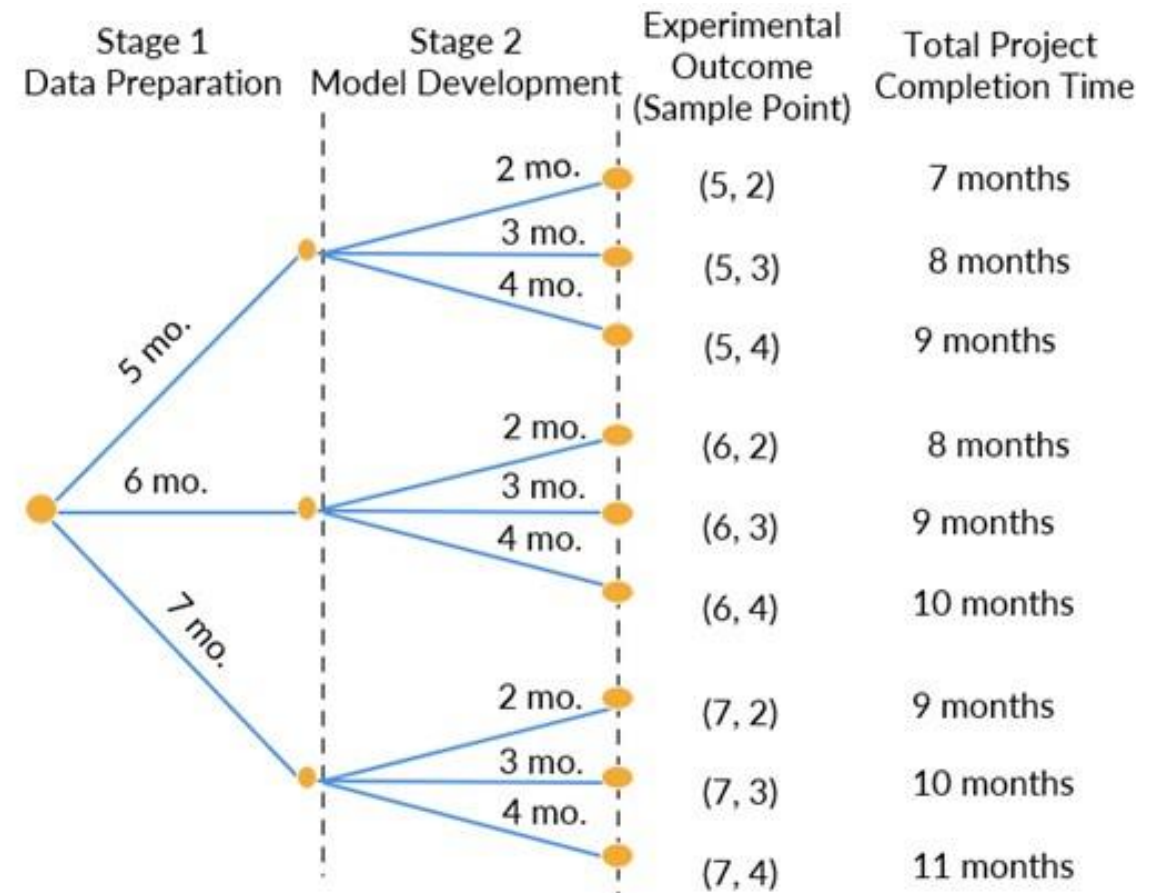 Stage 1
Data Preparation
Stage 2
Model Development
Experimental
Outcome
(Sample Point)
Total Project
Completion Time
5 mo.
6 mo.
7 mo.
2 mo.
(5, 2)
7 months
3 mo.
(5, 3)
8 months
4 mo.
(5, 4)
9 months
2 mo.
(6, 2)
8 months
3 mo.
(6, 3)
9 months
4 mo.
(6, 4)
10 months
2 mo.
(7, 2)
9 months
3 mo.
(7, 3)
10 months
4 mo.
(7, 4)
11 months